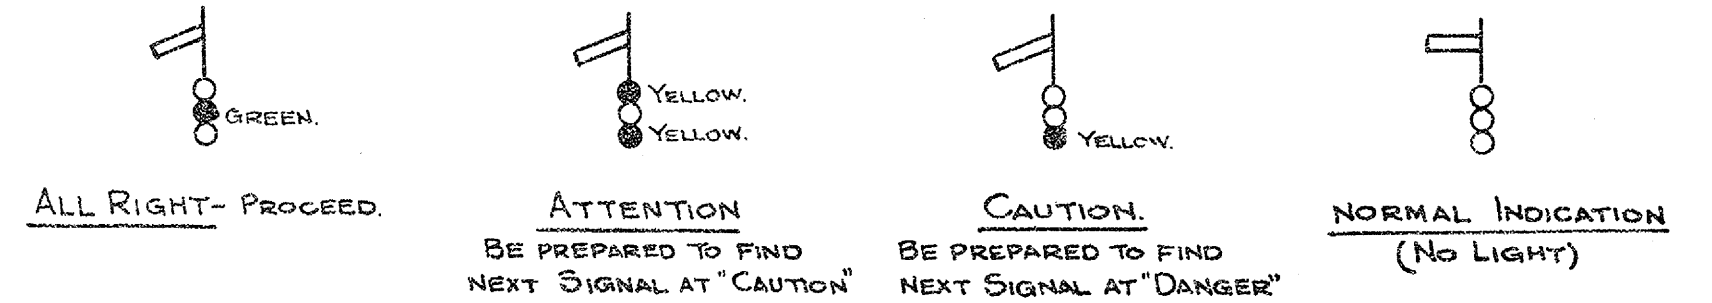 GREEN.
ALL RIGHT- PROCEED.
YELLOW.
YELLOW.
ATTENTION
BE PREPARED TO FIND
NEXT SIGNAL AT "CAUTION"
YELLOW.
CAUTION.
BE PREPARED TO FIND
NEXT SIGNAL AT "DANGER"
NORMAL INDICATION
(NO LIGHT)